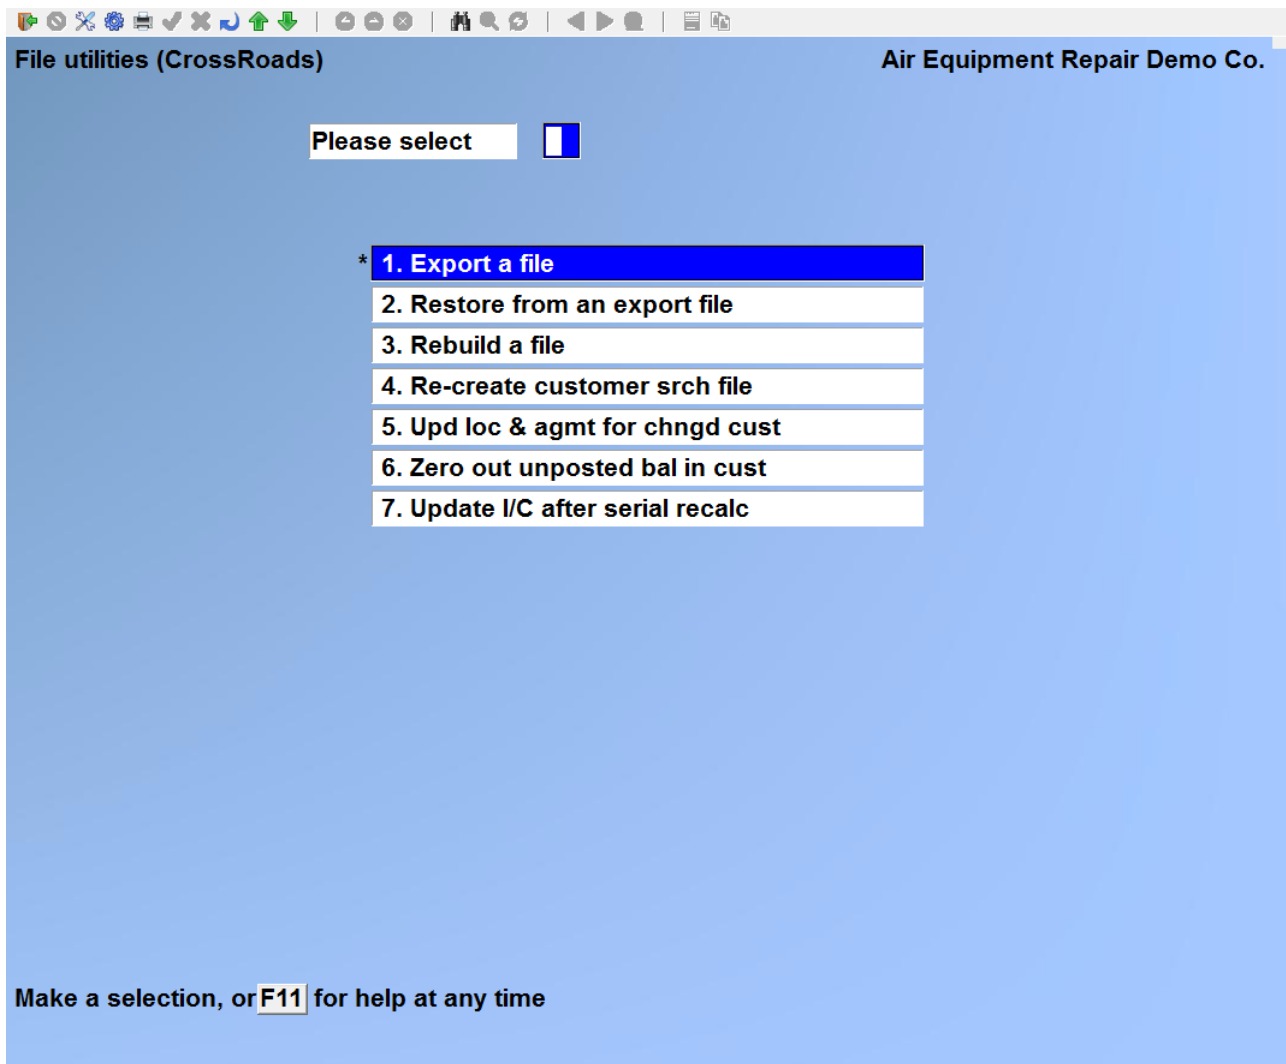 File utilities (CrossRoads) Air Equipment Repair Demo Co.
Please select
* 1. Export a file
2. Restore from an export file
3. Rebuild a file
4. Re-create customer srch file
5. Upd loc & agmt for chngd cust
6. Zero out unposted bal in cust
7. Update I/C after serial recalc
Make a selection, or F11 for help at any time